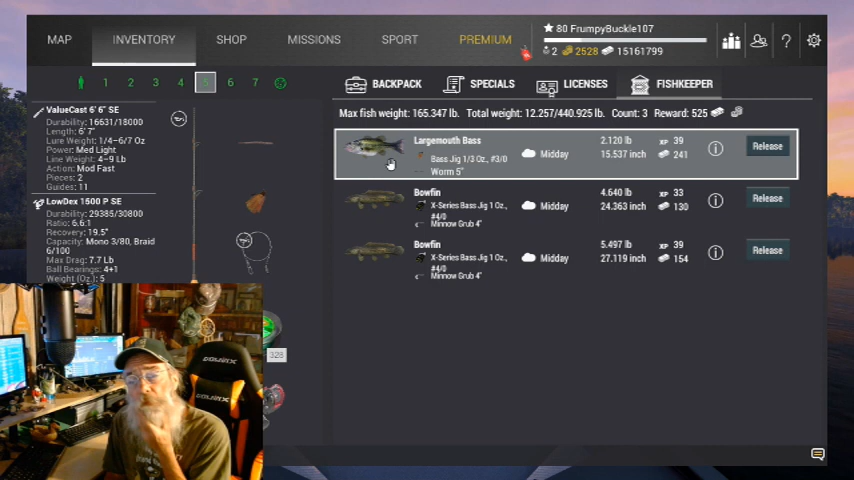 MAP INVENTORY SHOP MISSIONS SPORT PREMIUM
80 FrumpyBuckle107
2 2528 15161799
1 2 3 4 5 6 7
BACKPACK SPECIALS LICENSES FISHKEEPER
Max fish weight: 165.347 lb. Total weight: 12.257/440.925 lb. Count: 3 Reward: 525
ValueCast 6' 6" SE
Durability: 16631/18000
Length: 6' 7"
Lure Weight: 1/4–6/7 Oz
Power: Med Light
Line Weight: 4–9 Lb
Action: Mod Fast
Pieces: 2
Guides: 11
LowDex 1500 P SE
Durability: 29385/30800
Ratio: 6.6:1
Recovery: 19.5"
Capacity: Mono 3/80, Braid
6/100
Max Drag: 7.7 Lb
Ball Bearings: 4+1
Weight (Oz.): 5
328
Largemouth Bass
Bass Jig 1/3 Oz., #3/0
Worm 5"
Midday
2.120 lb
15.537 inch
XP 39
241
Release
Bowfin
X-Series Bass Jig 1 Oz.,
#4/0
Minnow Grub 4"
Midday
4.640 lb
24.363 inch
XP 33
130
Release
Bowfin
X-Series Bass Jig 1 Oz.,
#4/0
Minnow Grub 4"
Midday
5.497 lb
27.119 inch
XP 39
154
Release